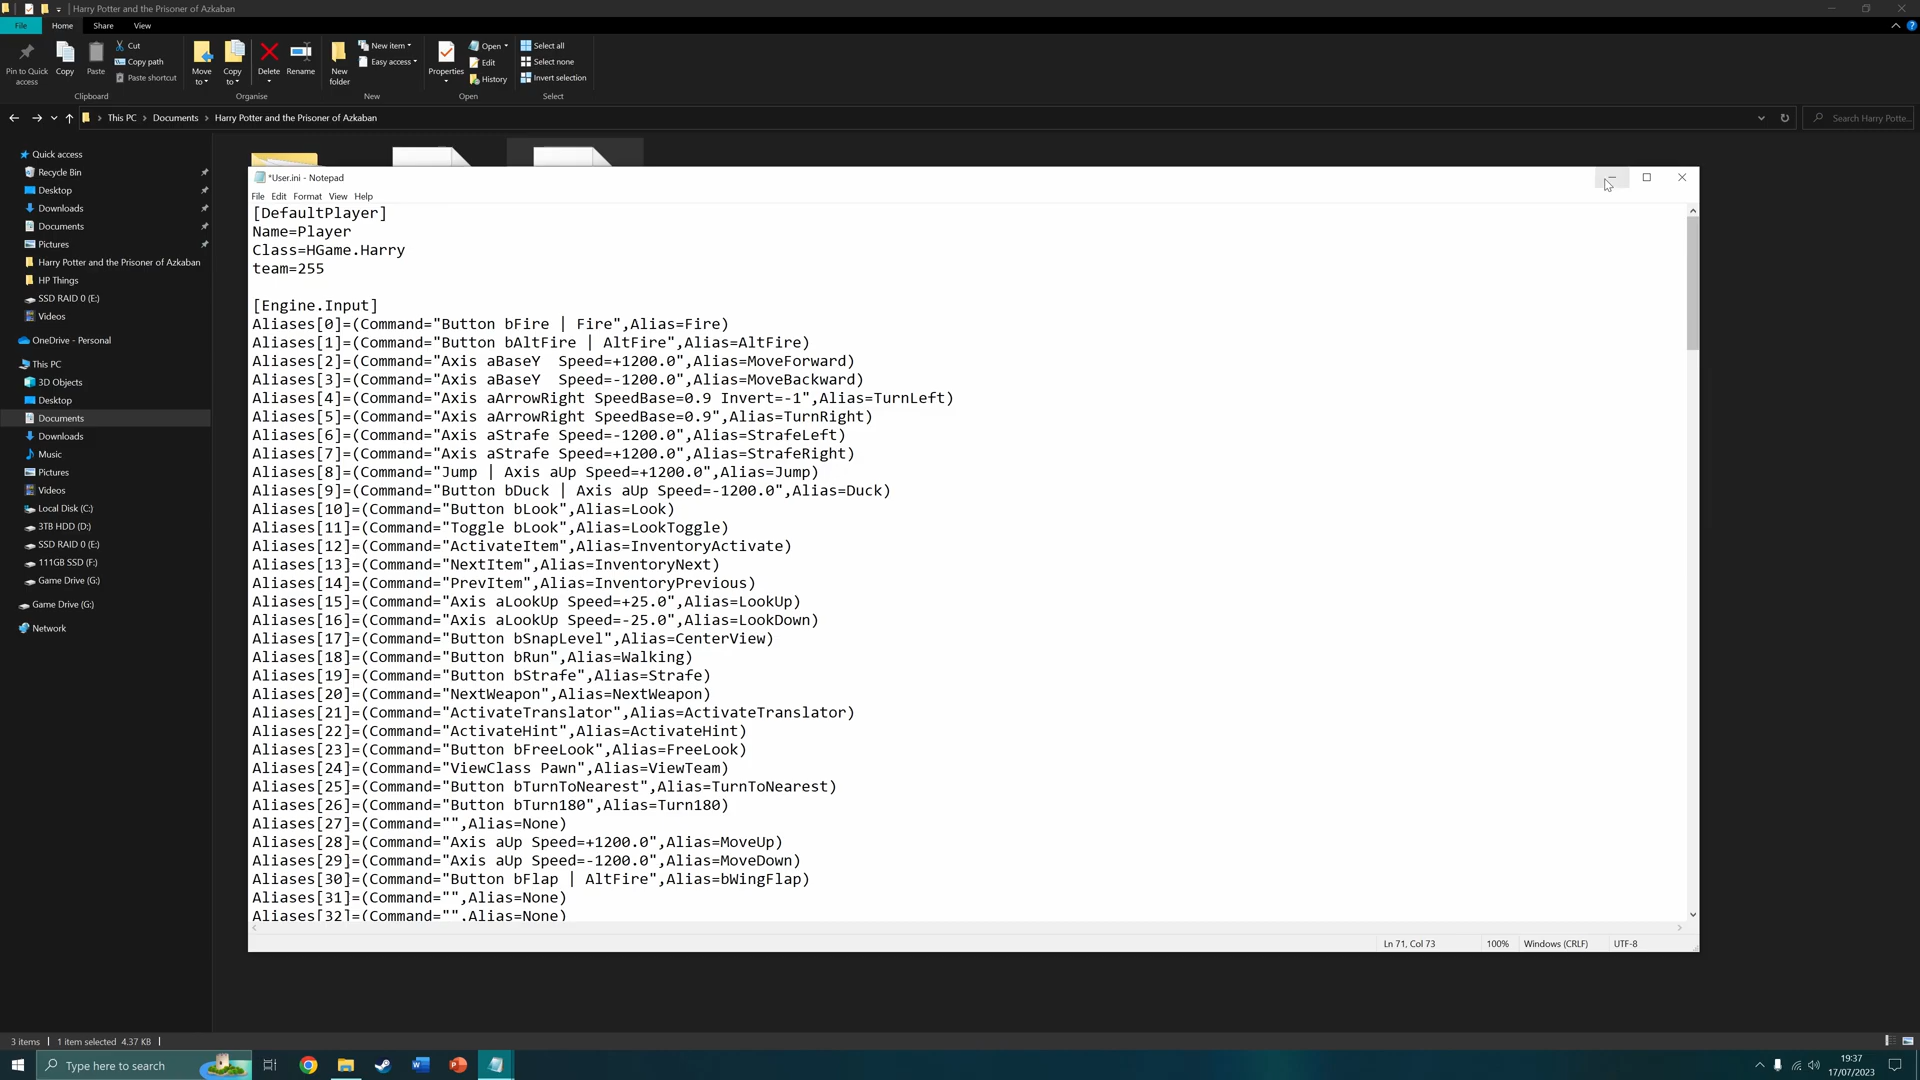 Harry Potter and the Prisoner of Azkaban
File Home Share View
Pin to Quick access
Copy
Paste
Cut
Copy path
Paste shortcut
Clipboard
Move to
Copy to
Delete
Rename
Organise
New folder
New item
Easy access
New
Properties
Open
Edit
History
Open
Select all
Select none
Invert selection
Select
This PC > Documents > Harry Potter and the Prisoner of Azkaban
Search Harry Potte...
Quick access
Recycle Bin
Desktop
Downloads
Documents
Pictures
Harry Potter and the Prisoner of Azkaban
HP Things
SSD RAID 0 (E:)
Videos
OneDrive - Personal
This PC
3D Objects
Desktop
Documents
Downloads
Music
Pictures
Videos
Local Disk (C:)
3TB HDD (D:)
SSD RAID 0 (E:)
111GB SSD (F:)
Game Drive (G:)
Game Drive (G:)
Network
*User.ini - Notepad
File Edit Format View Help
[DefaultPlayer]
Name=Player
Class=HGame.Harry
team=255
[Engine.Input]
Aliases[0]=(Command="Button bFire | Fire",Alias=Fire)
Aliases[1]=(Command="Button bAltFire | AltFire",Alias=AltFire)
Aliases[2]=(Command="Axis aBaseY  Speed=+1200.0",Alias=MoveForward)
Aliases[3]=(Command="Axis aBaseY  Speed=-1200.0",Alias=MoveBackward)
Aliases[4]=(Command="Axis aArrowRight SpeedBase=0.9 Invert=-1",Alias=TurnLeft)
Aliases[5]=(Command="Axis aArrowRight SpeedBase=0.9",Alias=TurnRight)
Aliases[6]=(Command="Axis aStrafe Speed=-1200.0",Alias=StrafeLeft)
Aliases[7]=(Command="Axis aStrafe Speed=+1200.0",Alias=StrafeRight)
Aliases[8]=(Command="Jump | Axis aUp Speed=+1200.0",Alias=Jump)
Aliases[9]=(Command="Button bDuck | Axis aUp Speed=-1200.0",Alias=Duck)
Aliases[10]=(Command="Button bLook",Alias=Look)
Aliases[11]=(Command="Toggle bLook",Alias=LookToggle)
Aliases[12]=(Command="ActivateItem",Alias=InventoryActivate)
Aliases[13]=(Command="NextItem",Alias=InventoryNext)
Aliases[14]=(Command="PrevItem",Alias=InventoryPrevious)
Aliases[15]=(Command="Axis aLookUp Speed=+25.0",Alias=LookUp)
Aliases[16]=(Command="Axis aLookUp Speed=-25.0",Alias=LookDown)
Aliases[17]=(Command="Button bSnapLevel",Alias=CenterView)
Aliases[18]=(Command="Button bRun",Alias=Walking)
Aliases[19]=(Command="Button bStrafe",Alias=Strafe)
Aliases[20]=(Command="NextWeapon",Alias=NextWeapon)
Aliases[21]=(Command="ActivateTranslator",Alias=ActivateTranslator)
Aliases[22]=(Command="ActivateHint",Alias=ActivateHint)
Aliases[23]=(Command="Button bFreeLook",Alias=FreeLook)
Aliases[24]=(Command="ViewClass Pawn",Alias=ViewTeam)
Aliases[25]=(Command="Button bTurnToNearest",Alias=TurnToNearest)
Aliases[26]=(Command="Button bTurn180",Alias=Turn180)
Aliases[27]=(Command="",Alias=None)
Aliases[28]=(Command="Axis aUp Speed=+1200.0",Alias=MoveUp)
Aliases[29]=(Command="Axis aUp Speed=-1200.0",Alias=MoveDown)
Aliases[30]=(Command="Button bFlap | AltFire",Alias=bWingFlap)
Aliases[31]=(Command="",Alias=None)
Aliases[32]=(Command="",Alias=None)
Ln 71, Col 73 100% Windows (CRLF) UTF-8
3 items | 1 item selected 4.37 KB |
Type here to search
19:37
17/07/2023